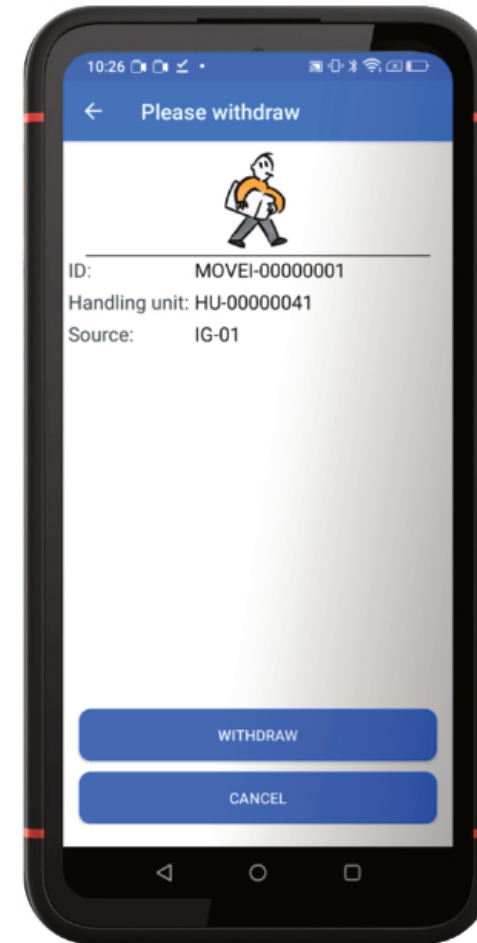 10:26
Please withdraw
ID: MOVEI-00000001
Handling unit: HU-00000041
Source: IG-01
WITHDRAW
CANCEL